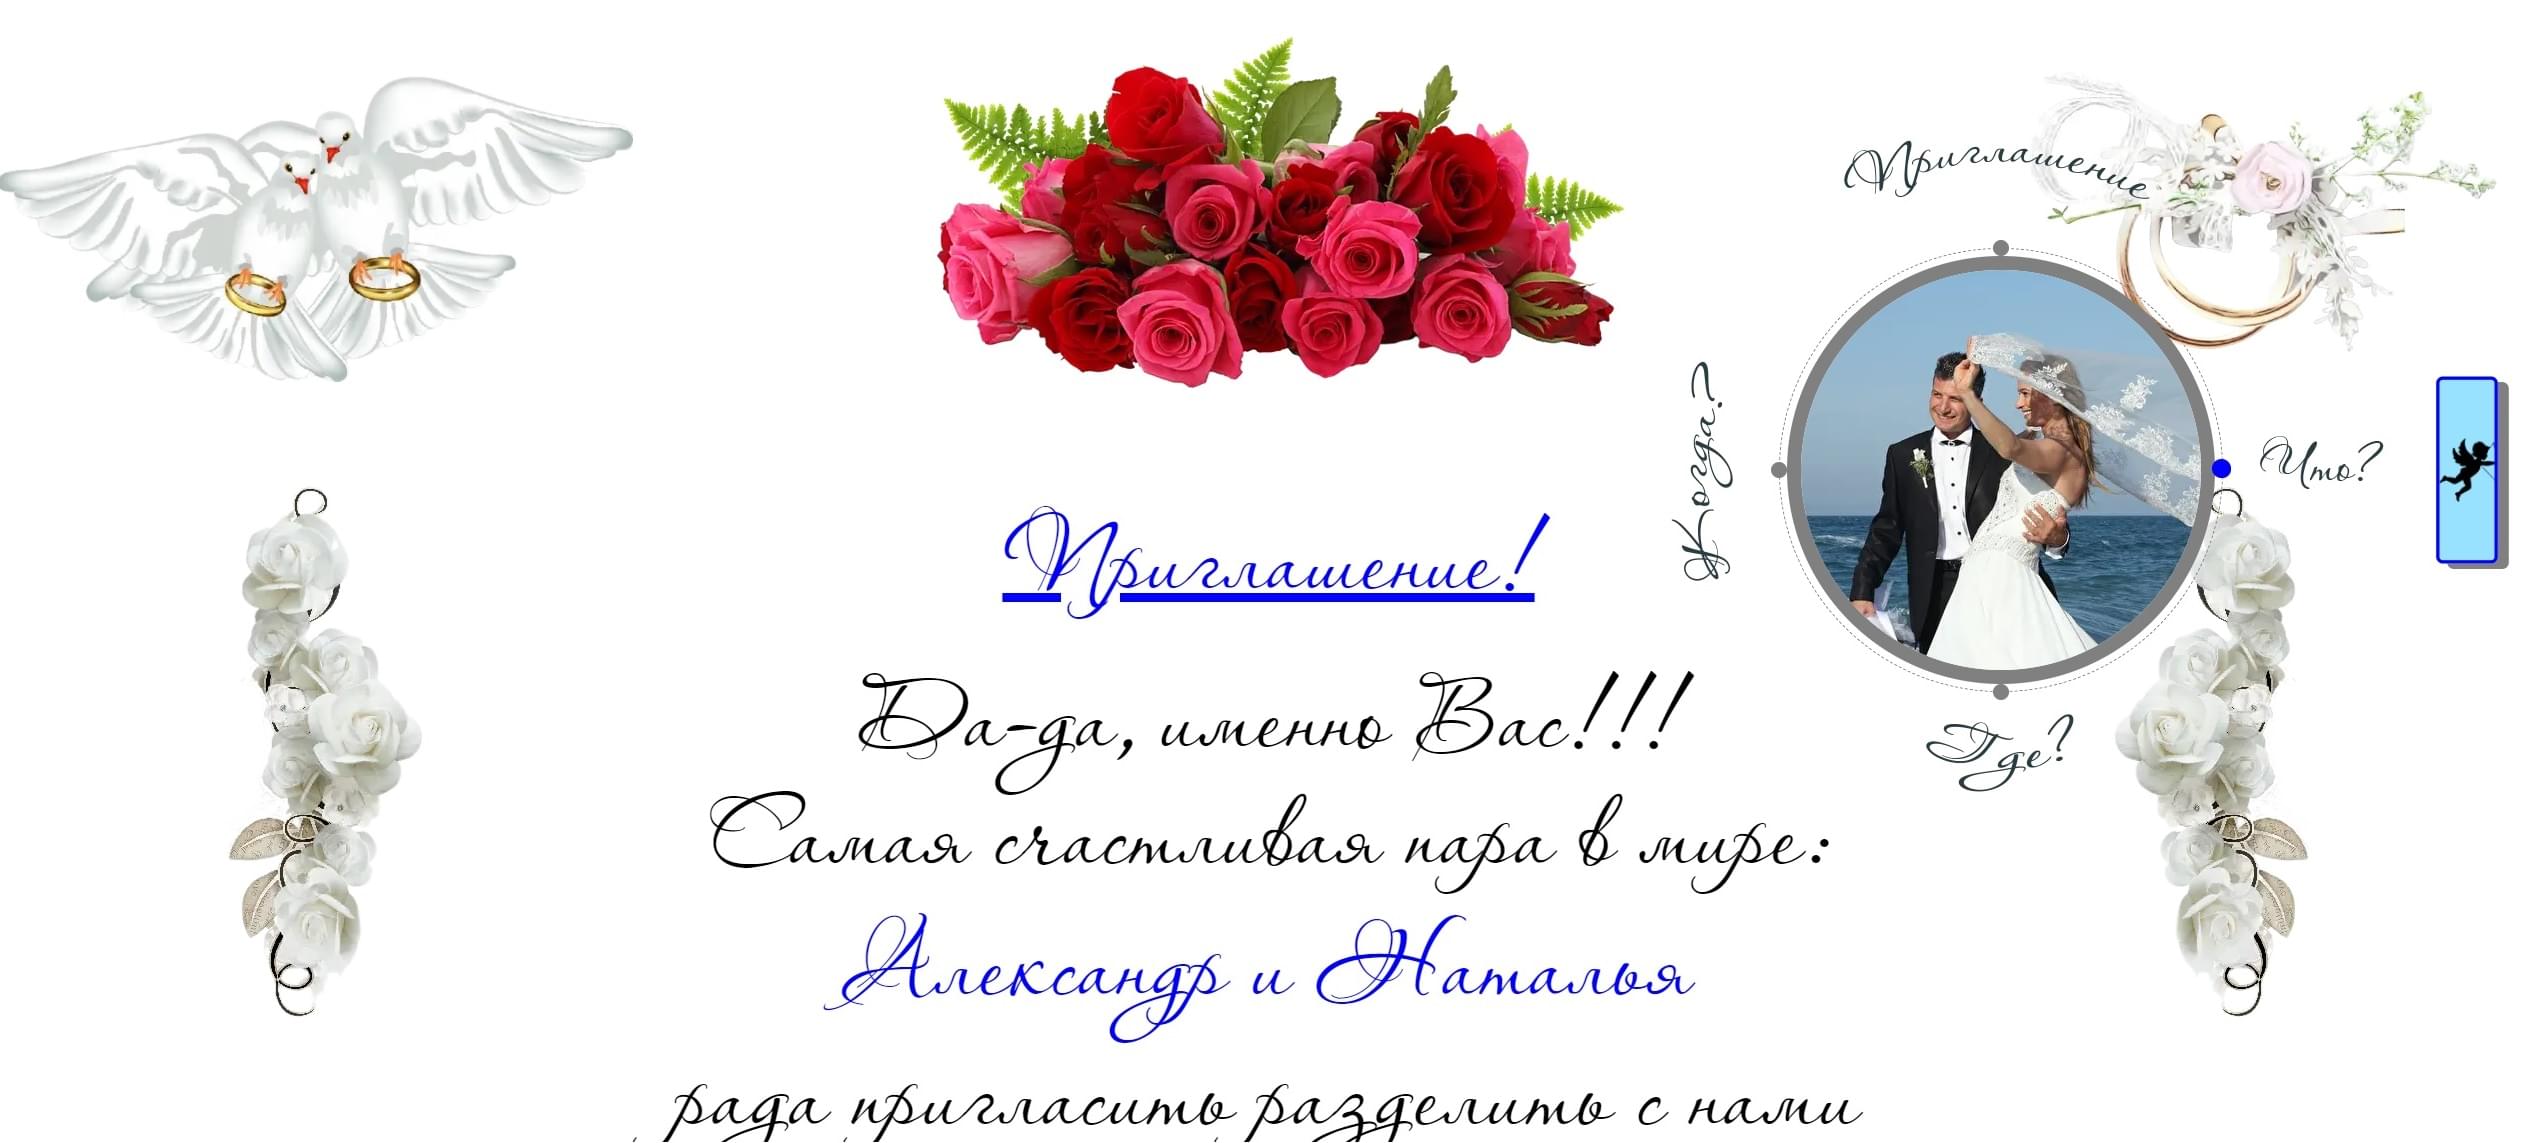 Приглашение
Когда?
Что?
Где?
Приглашение!
Да-да, именно Вас!!!
Самая счастливая пара в мире:
Александр и Наталья
рада пригласить разделить с нами